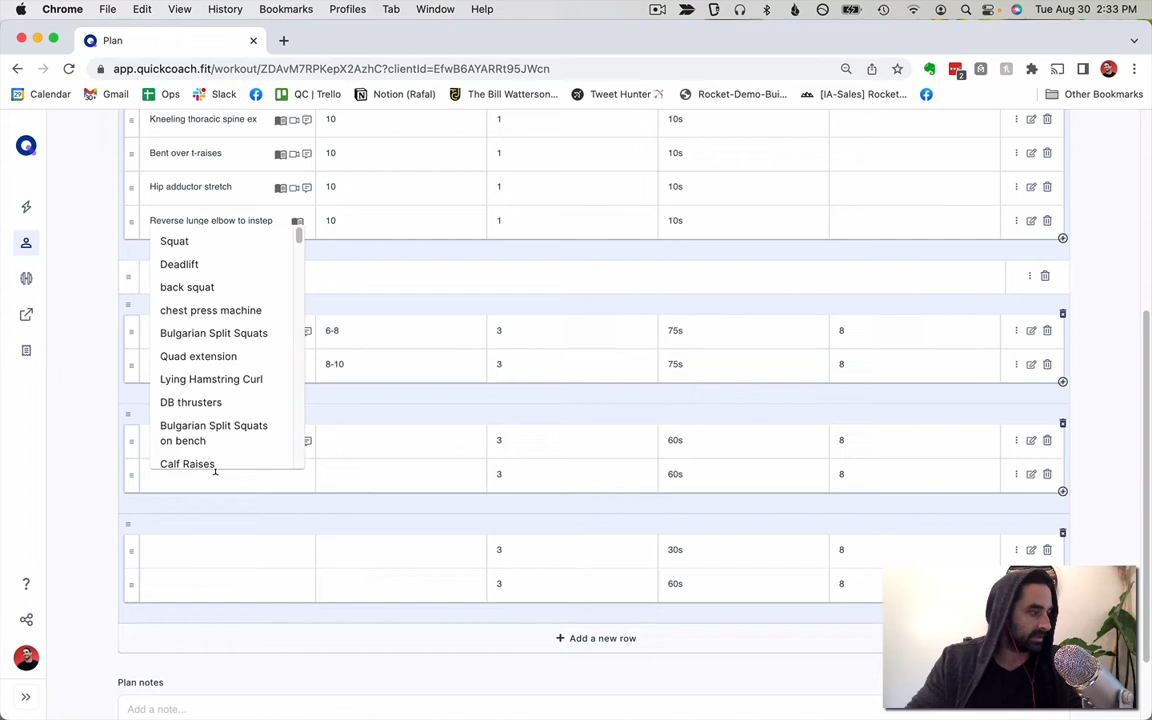 Chrome File Edit View History Bookmarks Profiles Tab Window Help Tue Aug 30 2:33 PM
Plan
app.quickcoach.fit/workout/ZDAvM7RPKepX2AzhC?clientId=EfwB6AYARRt95JWcn
2
Calendar Gmail Ops Slack QC | Trello Notion (Rafal) The Bill Watterson... Tweet Hunter Rocket-Demo-Bui... [IA-Sales] Rocket... Other Bookmarks
Kneeling thoracic spine ex 10 1 10s
Bent over t-raises 10 1 10s
Hip adductor stretch 10 1 10s
Reverse lunge elbow to instep 10 1 10s
Squat
Deadlift
back squat
chest press machine
Bulgarian Split Squats
Quad extension
Lying Hamstring Curl
DB thrusters
Bulgarian Split Squats
on bench
Calf Raises
6-8 3 75s 8
8-10 3 75s 8
3 60s 8
3 60s 8
3 30s 8
3 60s 8
+ Add a new row
Plan notes
Add a note...
?